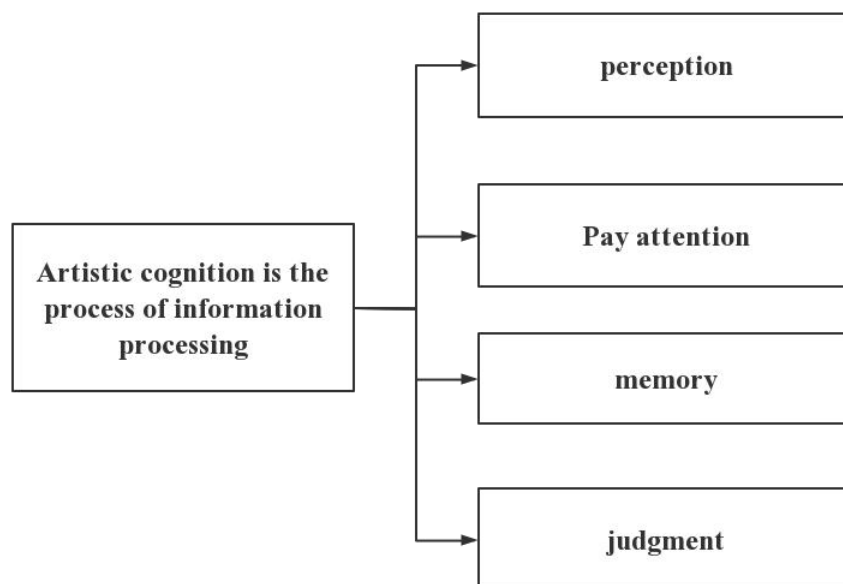 perception
Pay attention
Artistic cognition is the
process of information
processing
memory
judgment